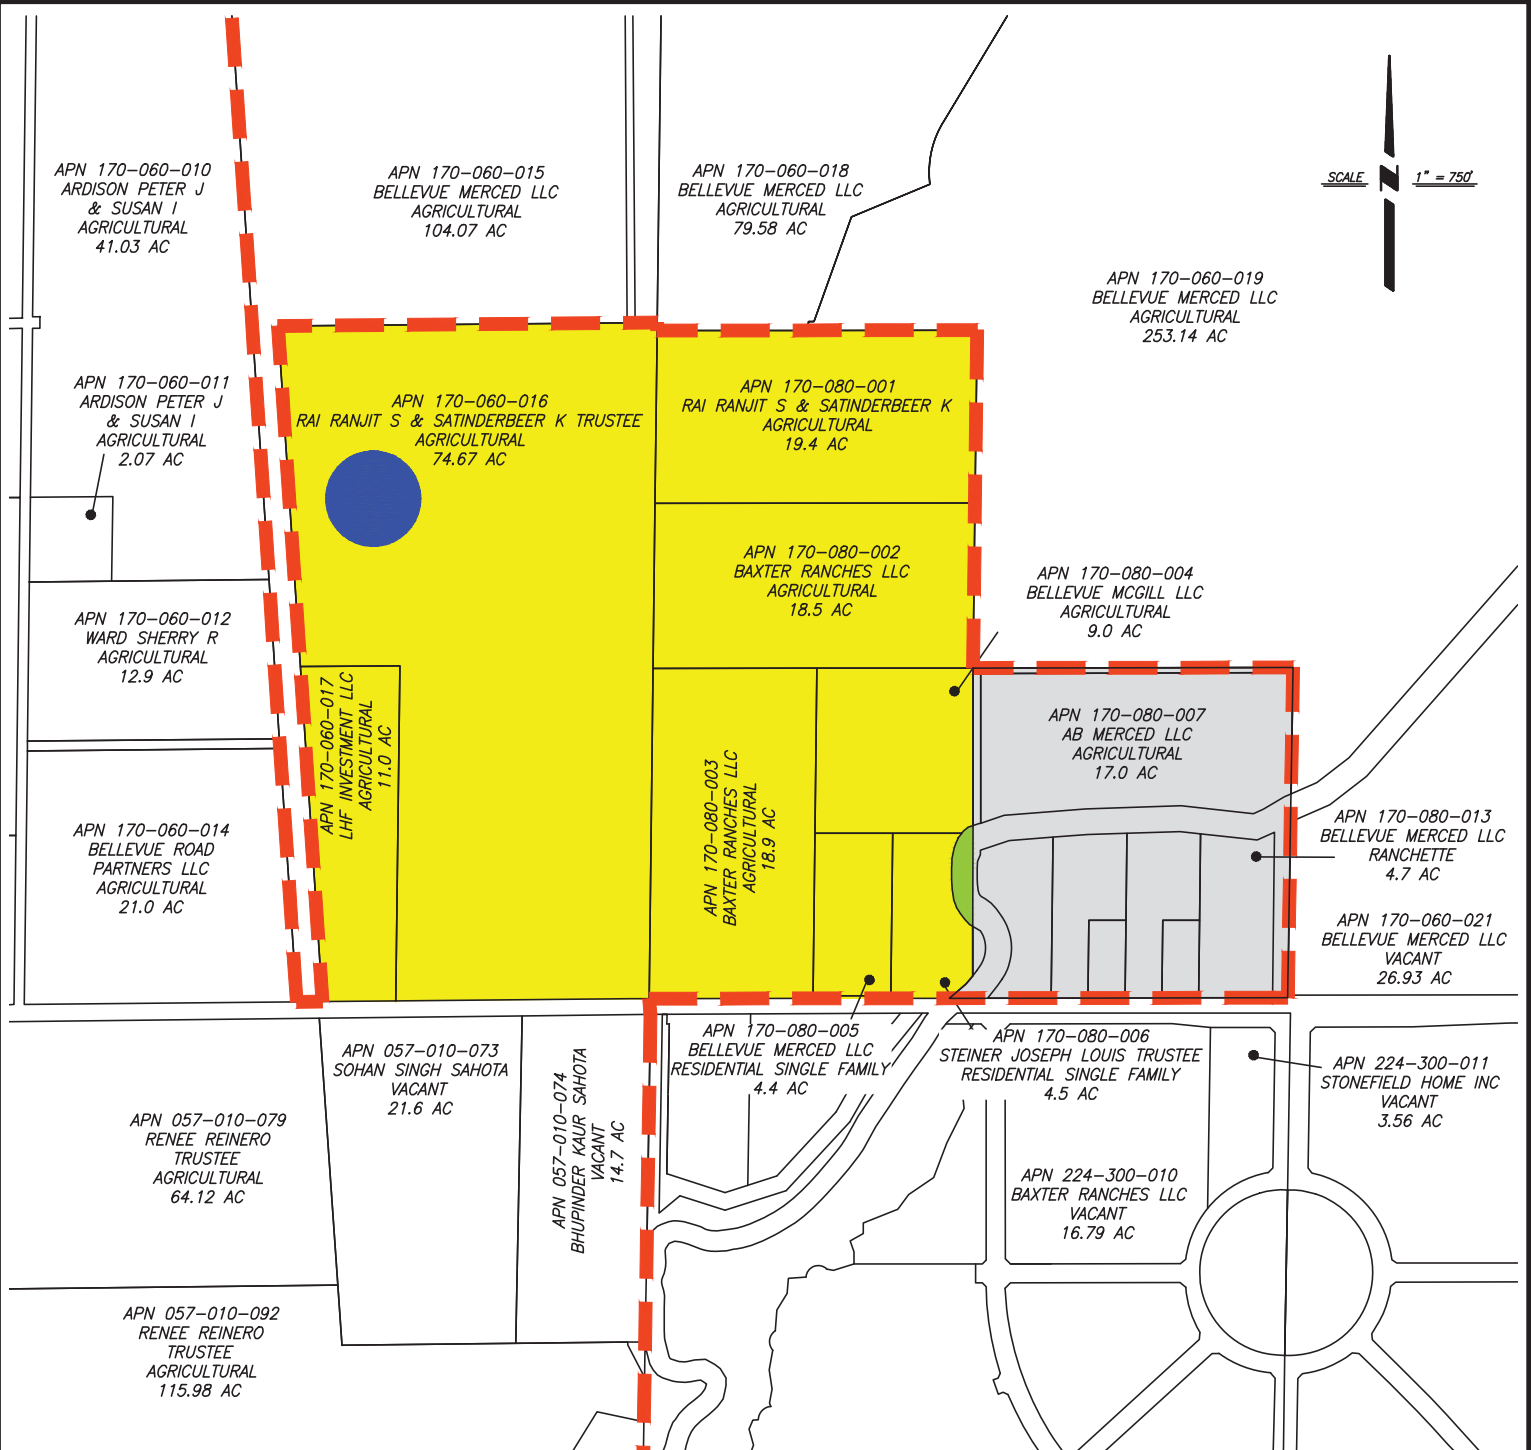 APN 170-060-010
ARDISON PETER J
& SUSAN I
AGRICULTURAL
41.03 AC
APN 170-060-015
BELLEVUE MERCED LLC
AGRICULTURAL
104.07 AC
APN 170-060-018
BELLEVUE MERCED LLC
AGRICULTURAL
79.58 AC
SCALE N 1" = 750'
APN 170-060-019
BELLEVUE MERCED LLC
AGRICULTURAL
253.14 AC
APN 170-060-011
ARDISON PETER J
& SUSAN I
AGRICULTURAL
2.07 AC
APN 170-060-016
RAI RANJIT S & SATINDERBEER K TRUSTEE
AGRICULTURAL
74.67 AC
APN 170-080-001
RAI RANJIT S & SATINDERBEER K
AGRICULTURAL
19.4 AC
APN 170-080-002
BAXTER RANCHES LLC
AGRICULTURAL
18.5 AC
APN 170-080-004
BELLEVUE MCGILL LLC
AGRICULTURAL
9.0 AC
APN 170-060-012
WARD SHERRY R
AGRICULTURAL
12.9 AC
APN 170-060-017
LHF INVESTMENT LLC
AGRICULTURAL
11.0 AC
APN 170-080-003
BAXTER RANCHES LLC
AGRICULTURAL
18.9 AC
APN 170-080-007
AB MERCED LLC
AGRICULTURAL
17.0 AC
APN 170-060-014
BELLEVUE ROAD
PARTNERS LLC
AGRICULTURAL
21.0 AC
APN 170-080-013
BELLEVUE MERCED LLC
RANCHETTE
4.7 AC
APN 170-060-021
BELLEVUE MERCED LLC
VACANT
26.93 AC
APN 057-010-073
SOHAN SINGH SAHOTA
VACANT
21.6 AC
APN 057-010-074
BHUPINDER KAUR SAHOTA
VACANT
14.7 AC
APN 170-080-005
BELLEVUE MERCED LLC
RESIDENTIAL SINGLE FAMILY
4.4 AC
APN 170-080-006
STEINER JOSEPH LOUIS TRUSTEE
RESIDENTIAL SINGLE FAMILY
4.5 AC
APN 224-300-011
STONEFIELD HOME INC
VACANT
3.56 AC
APN 057-010-079
RENEE REINERO
TRUSTEE
AGRICULTURAL
64.12 AC
APN 224-300-010
BAXTER RANCHES LLC
VACANT
16.79 AC
APN 057-010-092
RENEE REINERO
TRUSTEE
AGRICULTURAL
115.98 AC